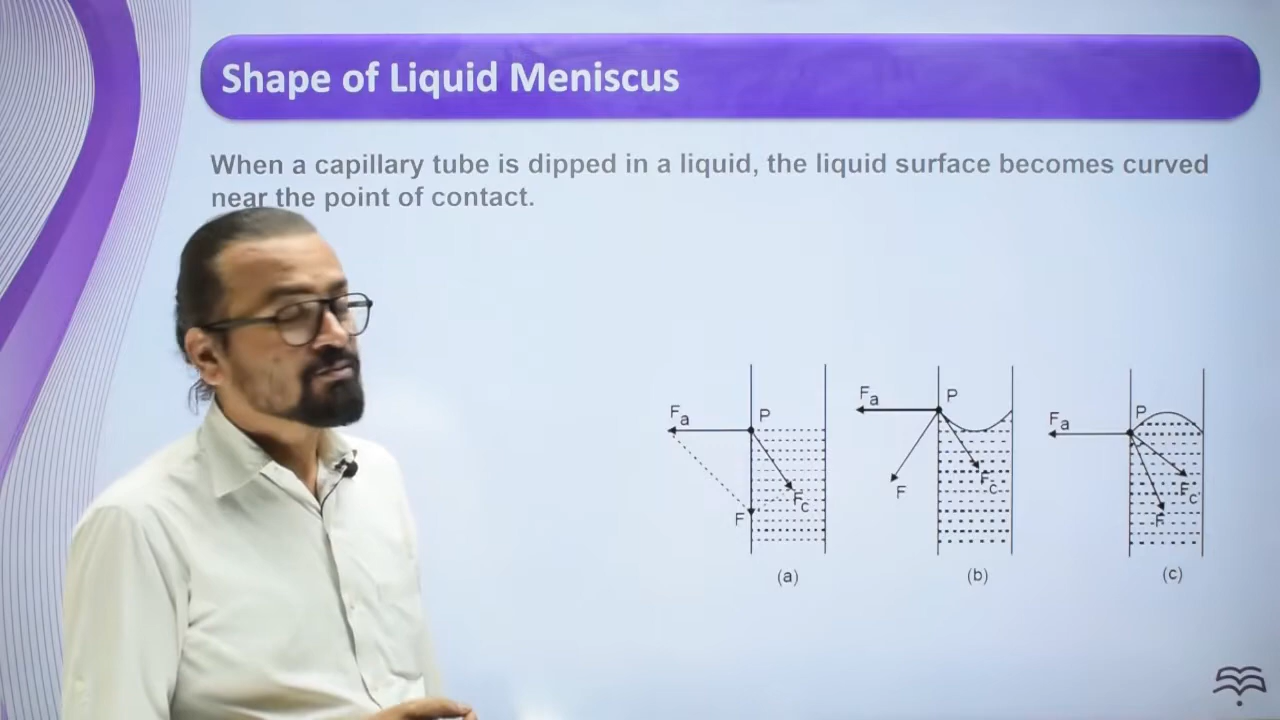 Shape of Liquid Meniscus
When a capillary tube is dipped in a liquid, the liquid surface becomes curved
near the point of contact.
Fa P Fc F (a)
Fa P F Fc (b)
Fa P Fc F (c)